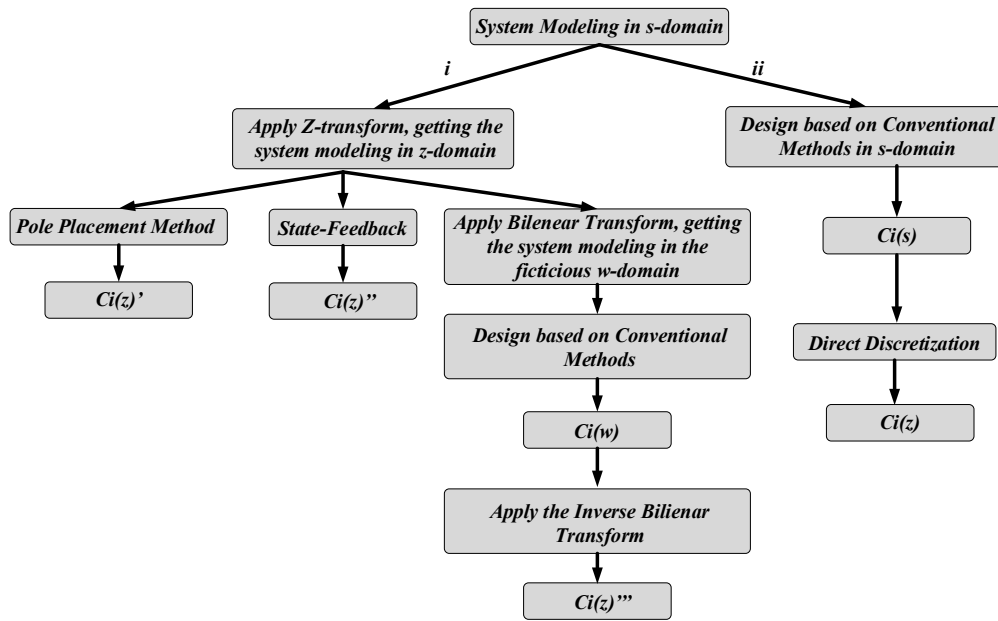 System Modeling in s-domain
i
ii
Apply Z-transform, getting the
system modeling in z-domain
Design based on Conventional
Methods in s-domain
Pole Placement Method
State-Feedback
Apply Bilenear Transform, getting
the system modeling in the
ficticious w-domain
Ci(s)
Ci(z)’
Ci(z)’’
Design based on Conventional
Methods
Direct Discretization
Ci(w)
Ci(z)
Apply the Inverse Bilienar
Transform
Ci(z)’’’